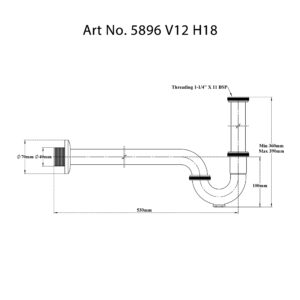 Art No. 5896 V12 H18
Threading 1-1/4" X 11 BSP
Min 360mm
Max 390mm
∅70mm
∅40mm
100mm
530mm